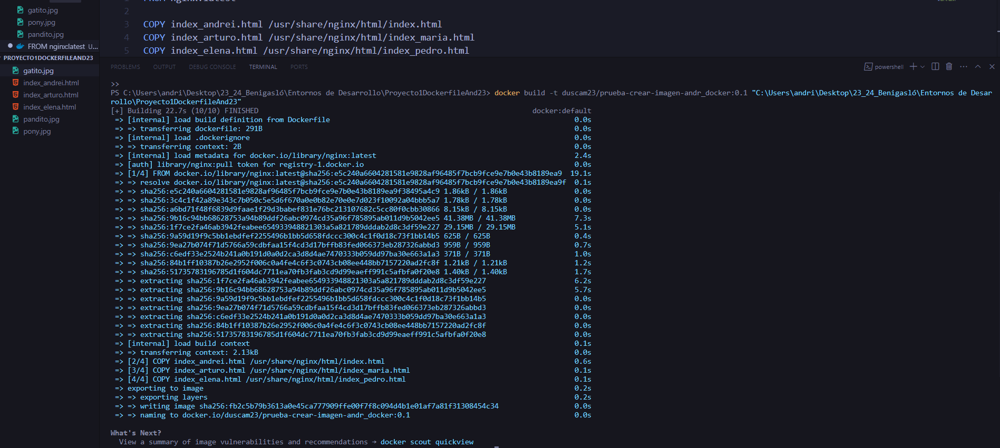 gatito.jpg
pony.jpg
pandito.jpg
FROM nginx:latest U...
PROYECTO1DOCKERFILEAND23
gatito.jpg
index_andrei.html
index_arturo.html
index_elena.html
pandito.jpg
pony.jpg
1 FROM nginx:latest
2
3 COPY index_andrei.html /usr/share/nginx/html/index.html
4 COPY index_arturo.html /usr/share/nginx/html/index_maria.html
5 COPY index_elena.html /usr/share/nginx/html/index_pedro.html
PROBLEMS OUTPUT DEBUG CONSOLE TERMINAL PORTS
powershell
>>
PS C:\Users\andri\Desktop\23_24_Benigasló\Entornos de Desarrollo\Proyecto1DockerfileAnd23> docker build -t duscam23/prueba-crear-imagen-andr_docker:0.1 "C:\Users\andri\Desktop\23_24_Benigasló\Entornos de Desar
rollo\Proyecto1DockerfileAnd23"
[+] Building 22.7s (10/10) FINISHED docker:default
=> [internal] load build definition from Dockerfile 0.0s
=> => transferring dockerfile: 291B 0.0s
=> [internal] load .dockerignore 0.0s
=> => transferring context: 2B 0.0s
=> [internal] load metadata for docker.io/library/nginx:latest 2.4s
=> [auth] library/nginx:pull token for registry-1.docker.io 0.0s
=> [1/4] FROM docker.io/library/nginx:latest@sha256:e5c240a6604281581e9828af96485f7bcb9fce9e7b0e43b8189ea9 19.1s
=> => resolve docker.io/library/nginx:latest@sha256:e5c240a6604281581e9828af96485f7bcb9fce9e7b0e43b8189ea9f 0.1s
=> => sha256:e5c240a6604281581e9828af96485f7bcb9fce9e7b0e43b8189ea9f38495a4c9 1.86kB / 1.86kB 0.0s
=> => sha256:3c4c1f42a89e343c7b050c5e5d6f670a0e0b82e70e0e7d023f10092a04bbb5a7 1.78kB / 1.78kB 0.0s
=> => sha256:a6bd71f48f6839d9faae1f29d3babef831e76bc213107682c5cc80f0cbb30866 8.15kB / 8.15kB 0.0s
=> => sha256:9b16c94bb68628753a94b89ddf26abc0974cd35a96f785895ab011d9b5042ee5 41.38MB / 41.38MB 7.3s
=> => sha256:1f7ce2fa46ab3942feabee654933948821303a5a821789dddab2d8c3df59e227 29.15MB / 29.15MB 5.1s
=> => sha256:9a59d19f9c5bb1ebdfef2255496b1bb5d658fdccc300c4c1f0d18c73f1bb14b5 625B / 625B 0.4s
=> => sha256:9ea27b074f71d5766a59cdbfaa15f4cd3d17bffb83fed066373eb287326abbd3 959B / 959B 0.7s
=> => sha256:c6edf33e2524b241a0b191d0a0d2ca3d8d4ae7470333b059dd97ba30e663a1a3 371B / 371B 1.0s
=> => sha256:84b1ff10387b26e2952f006c0a4fe4c6f3c0743cb08ee448bb7157220ad2fc8f 1.21kB / 1.21kB 1.2s
=> => sha256:51735783196785d1f604dc7711ea70fb3fab3cd9d99eaeff991c5afbfa0f20e8 1.40kB / 1.40kB 1.7s
=> => extracting sha256:1f7ce2fa46ab3942feabee654933948821303a5a821789dddab2d8c3df59e227 6.2s
=> => extracting sha256:9b16c94bb68628753a94b89ddf26abc0974cd35a96f785895ab011d9b5042ee5 5.7s
=> => extracting sha256:9a59d19f9c5bb1ebdfef2255496b1bb5d658fdccc300c4c1f0d18c73f1bb14b5 0.0s
=> => extracting sha256:9ea27b074f71d5766a59cdbfaa15f4cd3d17bffb83fed066373eb287326abbd3 0.0s
=> => extracting sha256:c6edf33e2524b241a0b191d0a0d2ca3d8d4ae7470333b059dd97ba30e663a1a3 0.0s
=> => extracting sha256:84b1ff10387b26e2952f006c0a4fe4c6f3c0743cb08ee448bb7157220ad2fc8f 0.0s
=> => extracting sha256:51735783196785d1f604dc7711ea70fb3fab3cd9d99eaeff991c5afbfa0f20e8 0.0s
=> [internal] load build context 0.1s
=> => transferring context: 2.13kB 0.0s
=> [2/4] COPY index_andrei.html /usr/share/nginx/html/index.html 0.6s
=> [3/4] COPY index_arturo.html /usr/share/nginx/html/index_maria.html 0.1s
=> [4/4] COPY index_elena.html /usr/share/nginx/html/index_pedro.html 0.1s
=> exporting to image 0.2s
=> => exporting layers 0.2s
=> => writing image sha256:fb2c5b79b3613a0e45ca777909ffe00f7f8c094d4b1e01af7a81f31308454c34 0.0s
=> => naming to docker.io/duscam23/prueba-crear-imagen-andr_docker:0.1 0.0s
What's Next?
View a summary of image vulnerabilities and recommendations → docker scout quickview